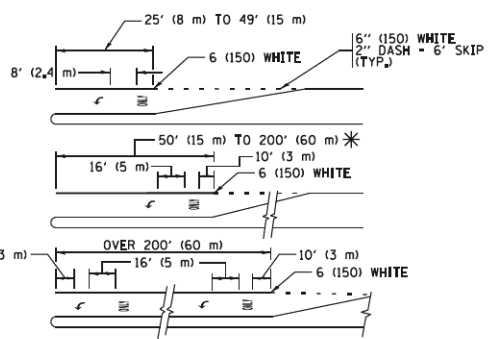 25' (8 m) TO 49' (15 m)
6 (150) WHITE
6" (150) WHITE
2" DASH - 6' SKIP
(TYP.)
8' (2.4 m)
ONLY
50' (15 m) TO 200' (60 m) *
16' (5 m)
10' (3 m)
6 (150) WHITE
ONLY
OVER 200' (60 m)
3 m)
16' (5 m)
10' (3 m)
6 (150) WHITE
ONLY
ONLY